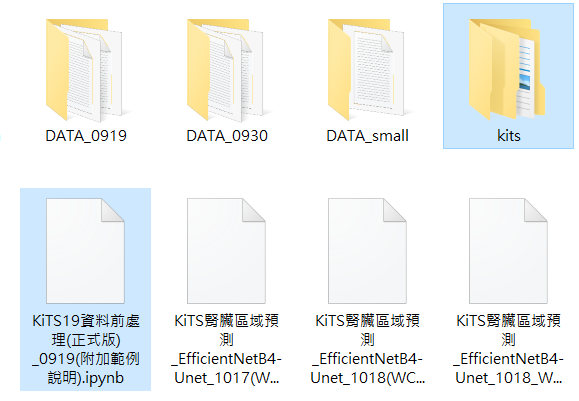 DATA_0919
DATA_0930
DATA_small
kits
KiTS19資料前處
理(正式版)
_0919(附加範例
說明).ipynb
KiTS腎臟區域預
測
_EfficientNetB4-
Unet_1017(W...
KiTS腎臟區域預
測
_EfficientNetB4-
Unet_1018(WC...
KiTS腎臟區域預
測
_EfficientNetB4-
Unet_1018_W...